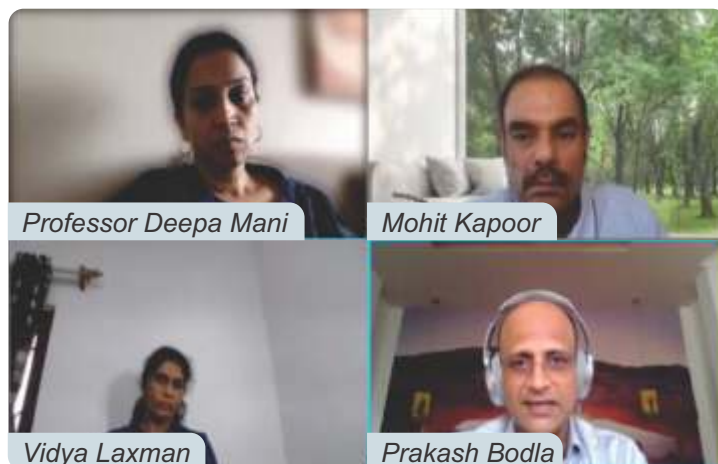 Professor Deepa Mani
Mohit Kapoor
Vidya Laxman
Prakash Bodla